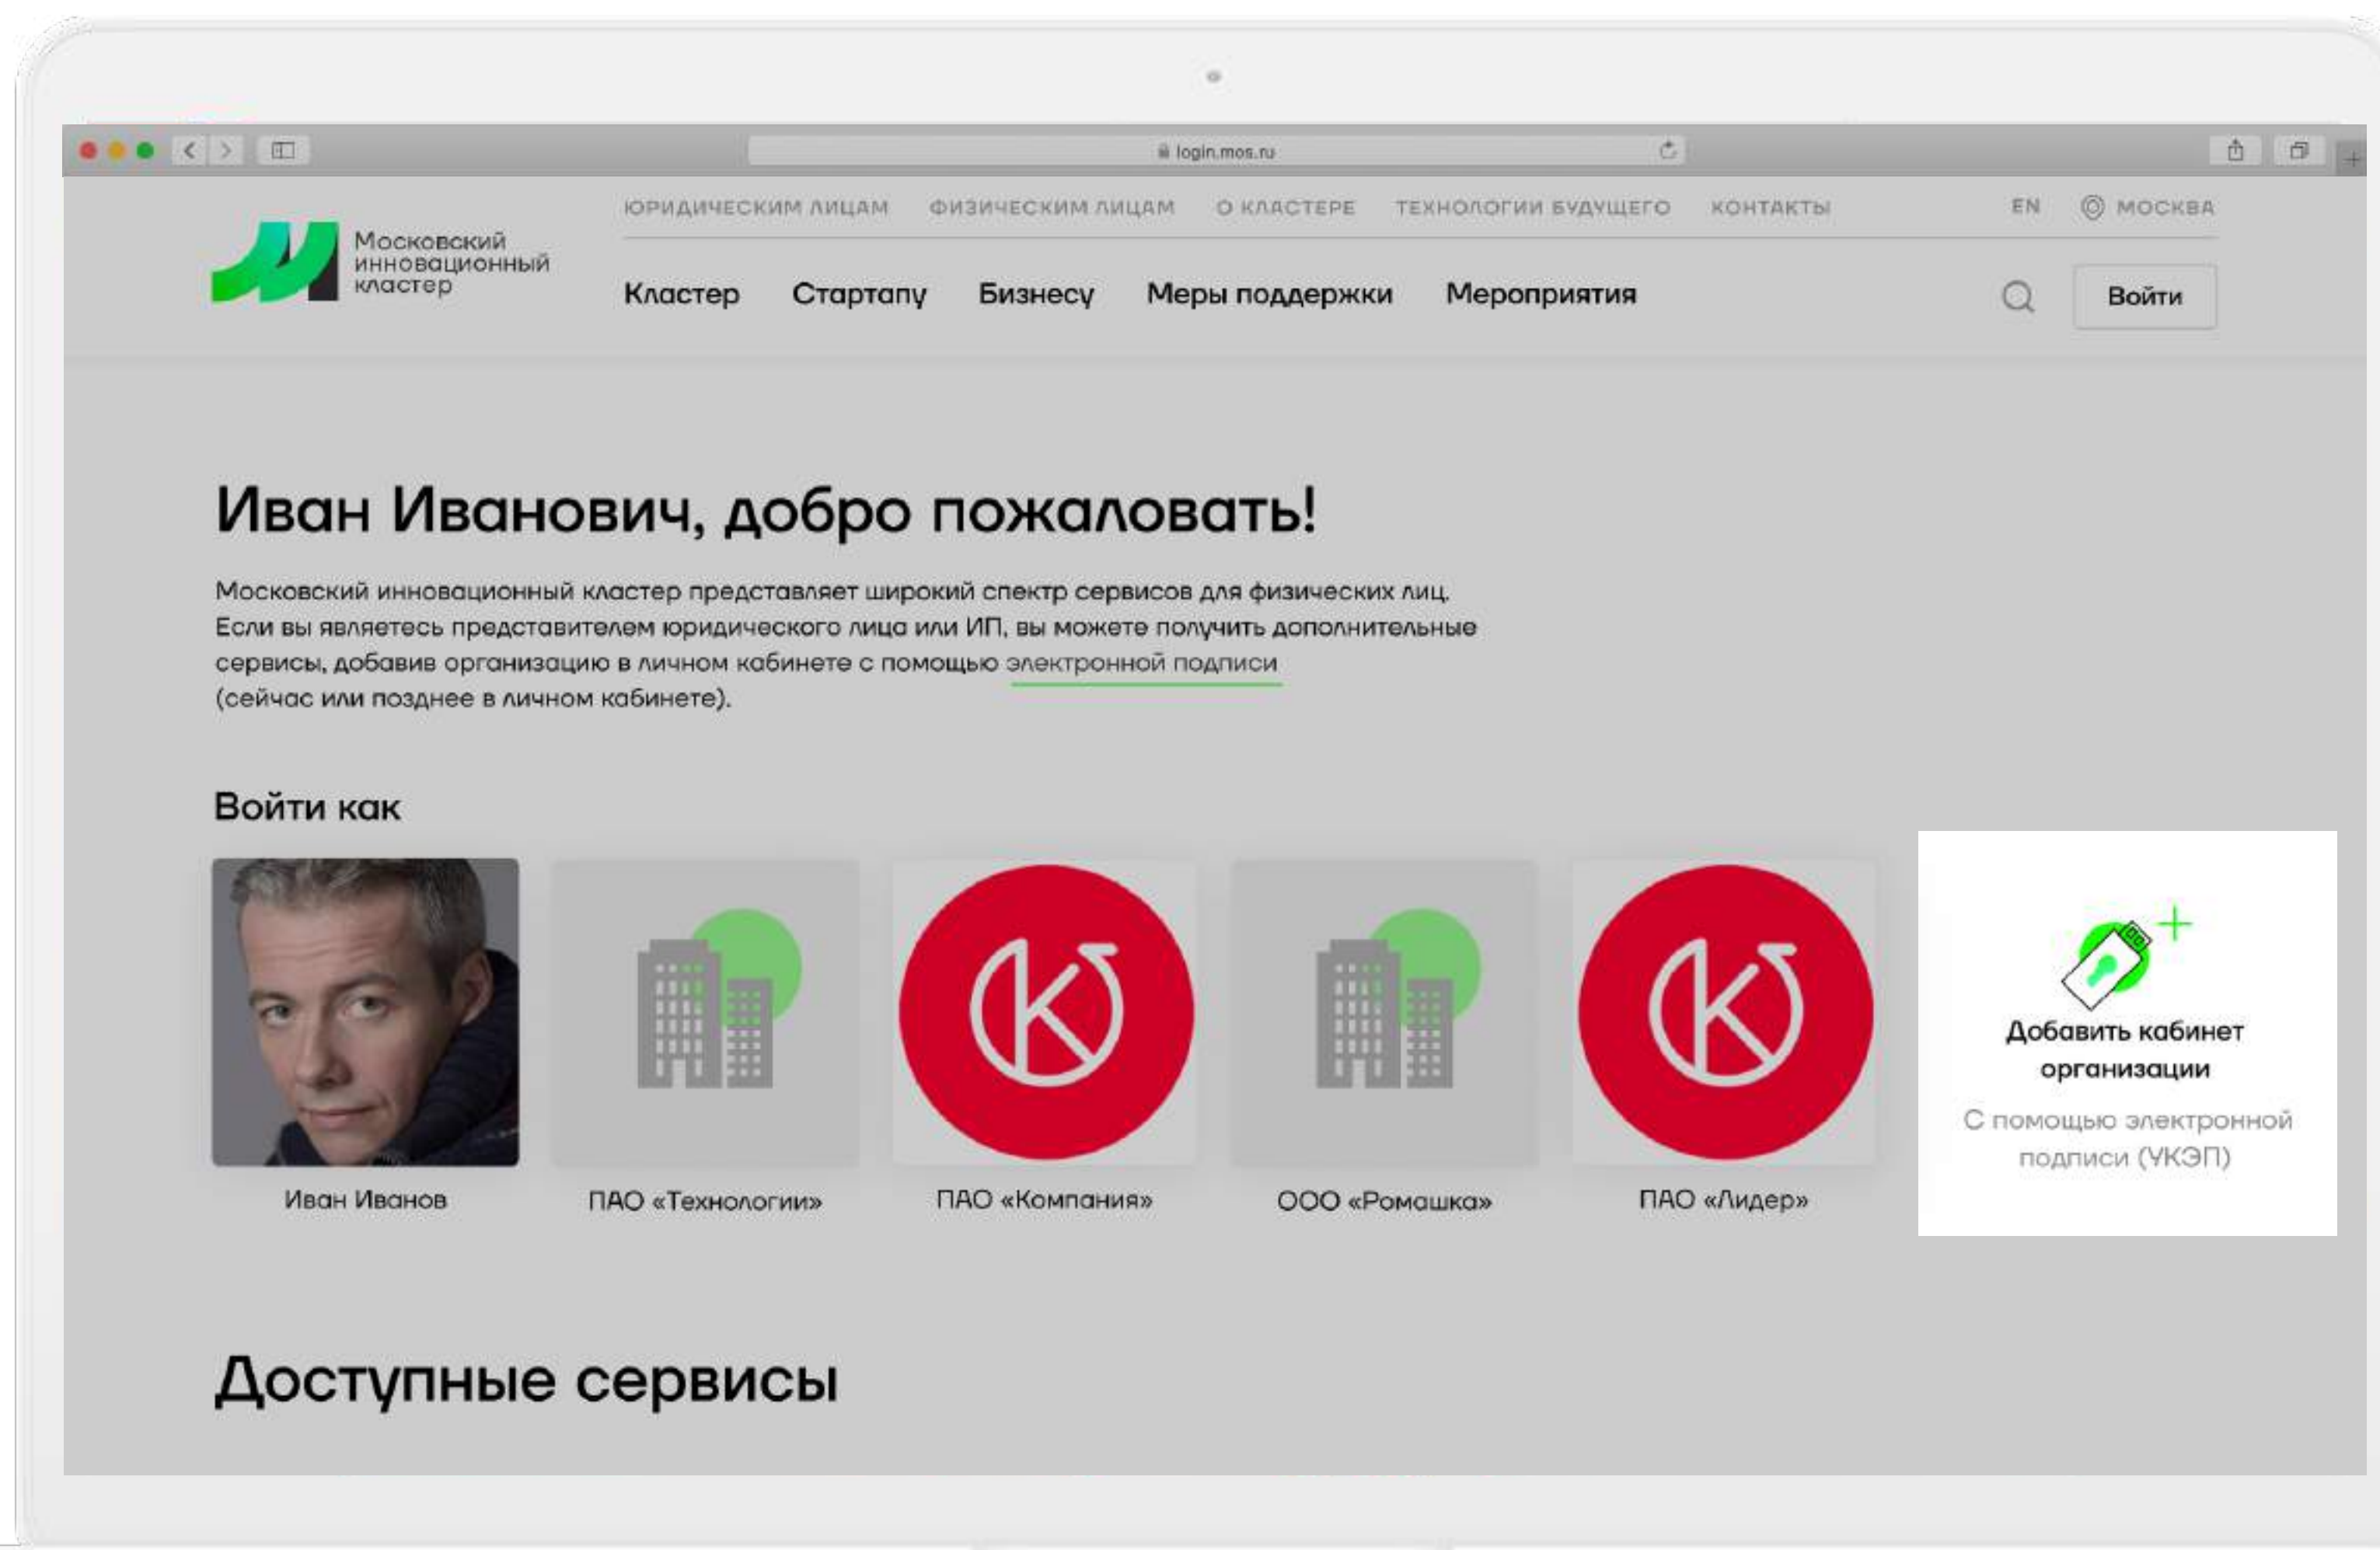 login.mos.ru
Московский
инновационный
кластер
ЮРИДИЧЕСКИМ ЛИЦАМ ФИЗИЧЕСКИМ ЛИЦАМ О КЛАСТЕРЕ ТЕХНОЛОГИИ БУДУЩЕГО КОНТАКТЫ EN МОСКВА
Кластер Стартапу Бизнесу Меры поддержки Мероприятия Войти
Иван Иванович, добро пожаловать!
Московский инновационный кластер представляет широкий спектр сервисов для физических лиц.
Если вы являетесь представителем юридического лица или ИП, вы можете получить дополнительные
сервисы, добавив организацию в личном кабинете с помощью электронной подписи
(сейчас или позднее в личном кабинете).
Войти как
Иван Иванов ПАО «Технологии» ПАО «Компания» ООО «Ромашка» ПАО «Лидер»
Добавить кабинет
организации
С помощью электронной
подписи (УКЭП)
Доступные сервисы